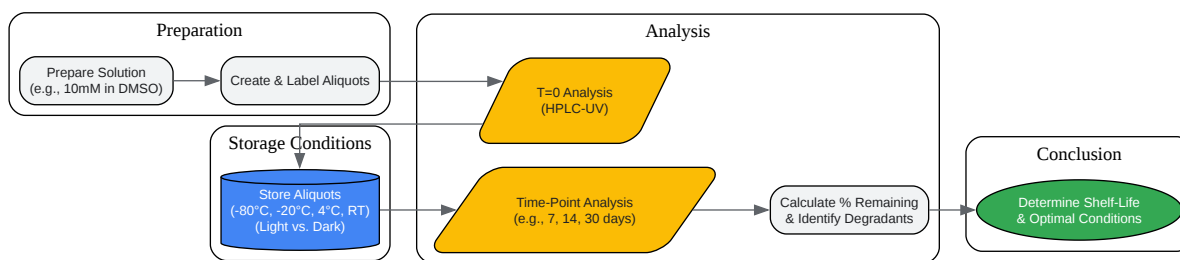 Preparation
Prepare Solution
(e.g., 10mM in DMSO)
Create & Label Aliquots
Analysis
T=0 Analysis
(HPLC-UV)
Storage Conditions
Store Aliquots
(-80°C, -20°C, 4°C, RT)
(Light vs. Dark)
Time-Point Analysis
(e.g., 7, 14, 30 days)
Calculate % Remaining
& Identify Degradants
Conclusion
Determine Shelf-Life
& Optimal Conditions